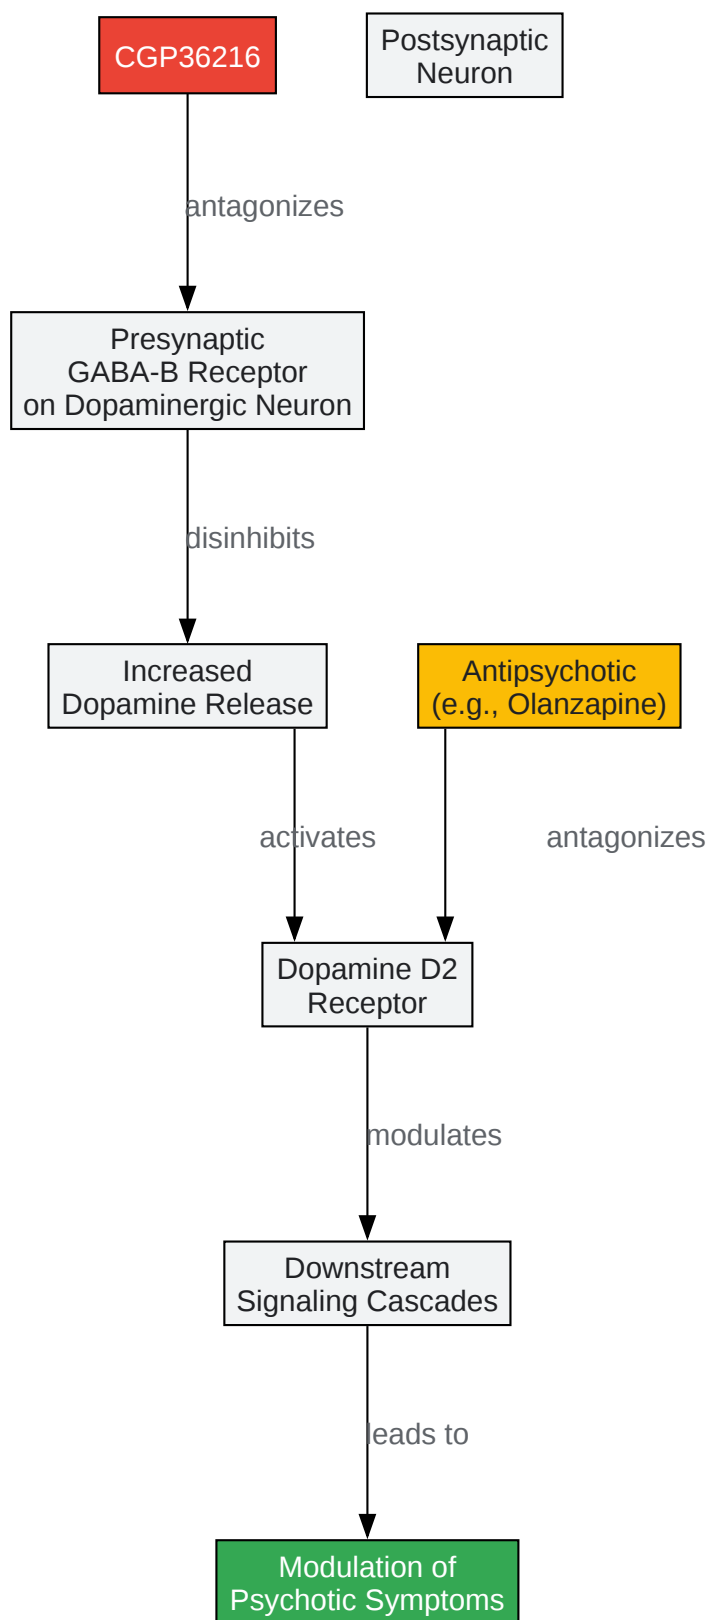 CGP36216
Postsynaptic
Neuron
antagonizes
Presynaptic
GABA-B Receptor
on Dopaminergic Neuron
disinhibits
Increased
Dopamine Release
Antipsychotic
(e.g., Olanzapine)
activates
antagonizes
Dopamine D2
Receptor
modulates
Downstream
Signaling Cascades
leads to
Modulation of
Psychotic Symptoms